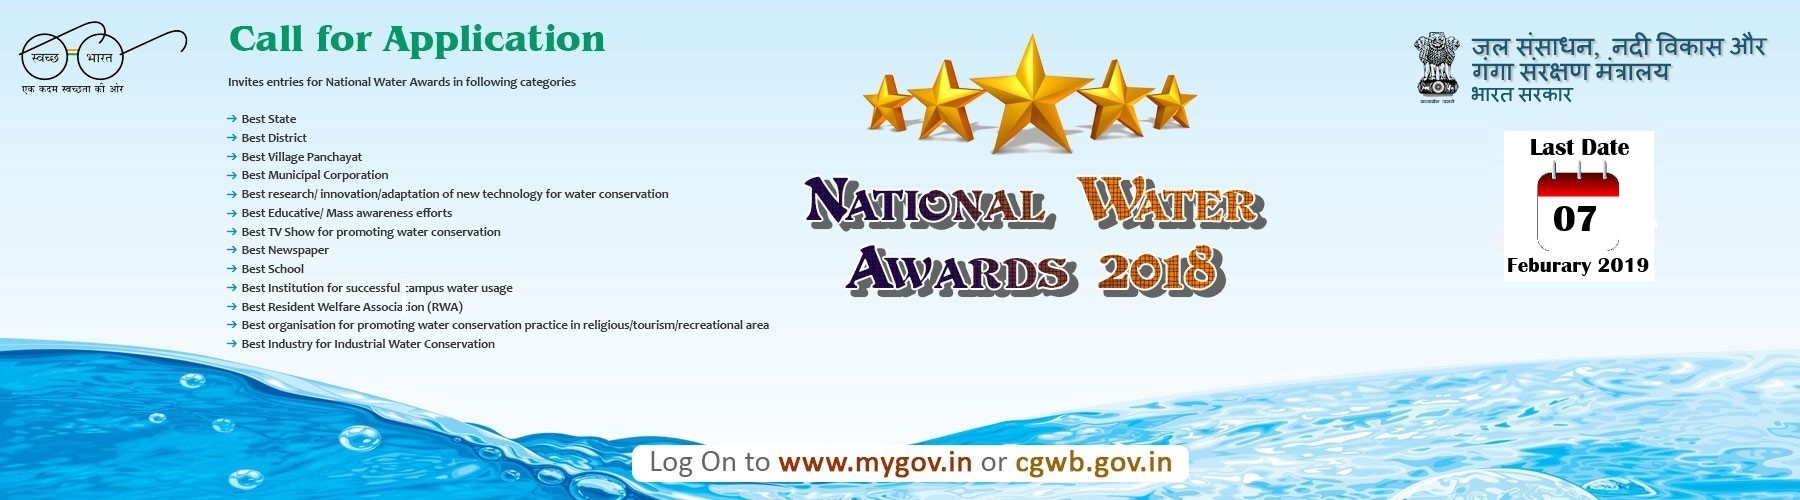 स्वच्छ भारत
एक कदम स्वच्छता की ओर
Call for Application
Invites entries for National Water Awards in following categories
Best State
Best District
Best Village Panchayat
Best Municipal Corporation
Best research/ innovation/adaptation of new technology for water conservation
Best Educative/ Mass awareness efforts
Best TV Show for promoting water conservation
Best Newspaper
Best School
Best Institution for successful campus water usage
Best Resident Welfare Association (RWA)
Best organisation for promoting water conservation practice in religious/tourism/recreational area
Best Industry for Industrial Water Conservation
National Water
Awards 2018
जल संसाधन, नदी विकास और
गंगा संरक्षण मंत्रालय
भारत सरकार
Last Date
07
Feburary 2019
Log On to www.mygov.in or cgwb.gov.in